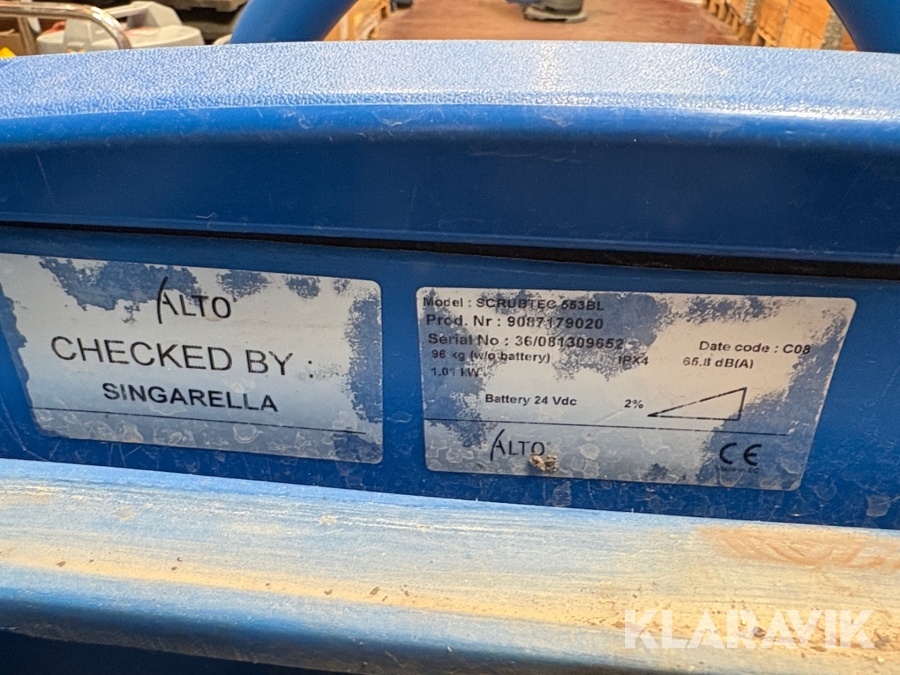 ALTO
CHECKED BY :
SINGARELLA
Model : SCRUBTEC 553BL
Prod. Nr : 9087179020
Serial No : 36/081309652
Date code : C08
96 kg (w/o battery)
IPX4
65.8 dB(A)
1.01 kW
Battery 24 Vdc
2%
ALTO
CE
KLARAVIK